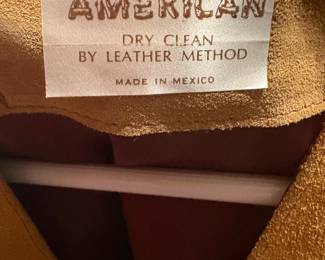 AMERICAN
DRY CLEAN
BY LEATHER METHOD
MADE IN MEXICO